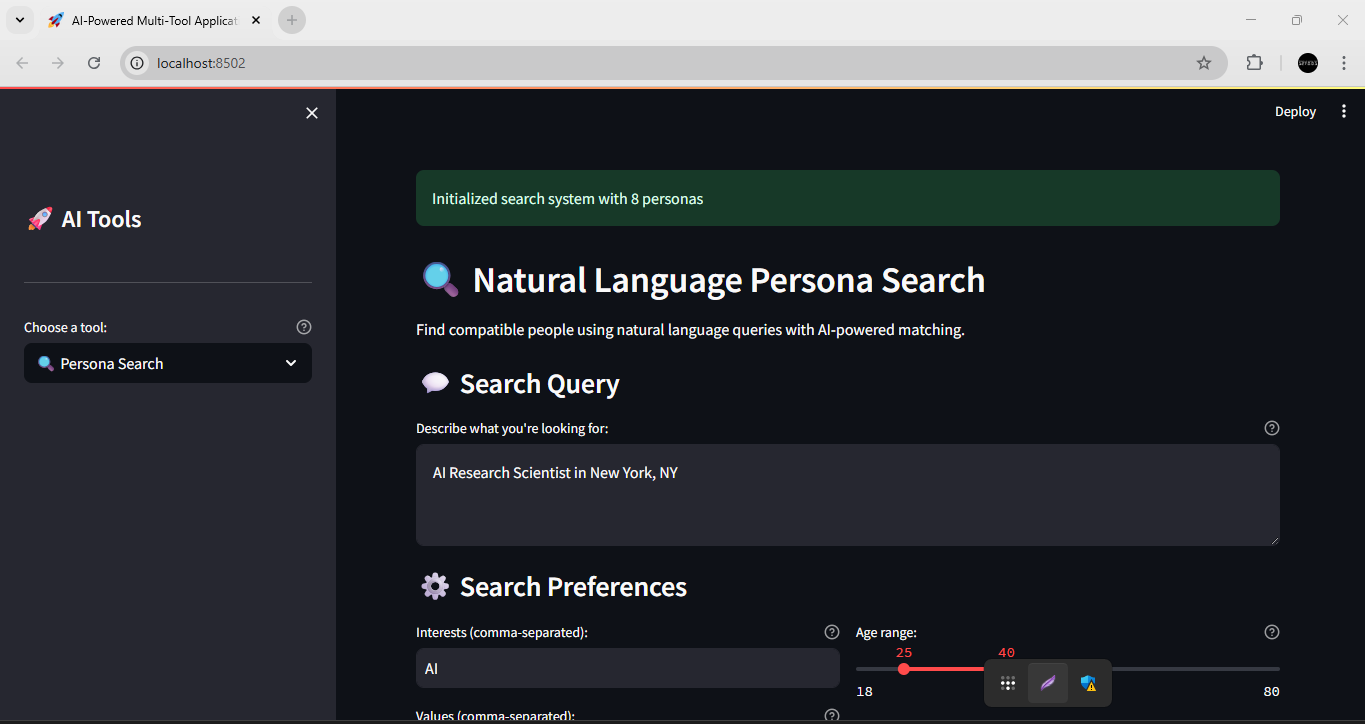 AI-Powered Multi-Tool Applicat
localhost:8502
Deploy
🚀 AI Tools
Choose a tool:
🔍 Persona Search
Initialized search system with 8 personas
🔍 Natural Language Persona Search
Find compatible people using natural language queries with AI-powered matching.
💬 Search Query
Describe what you're looking for:
AI Research Scientist in New York, NY
⚙️ Search Preferences
Interests (comma-separated):
AI
Age range:
25 40
18 80
Values (comma-separated):